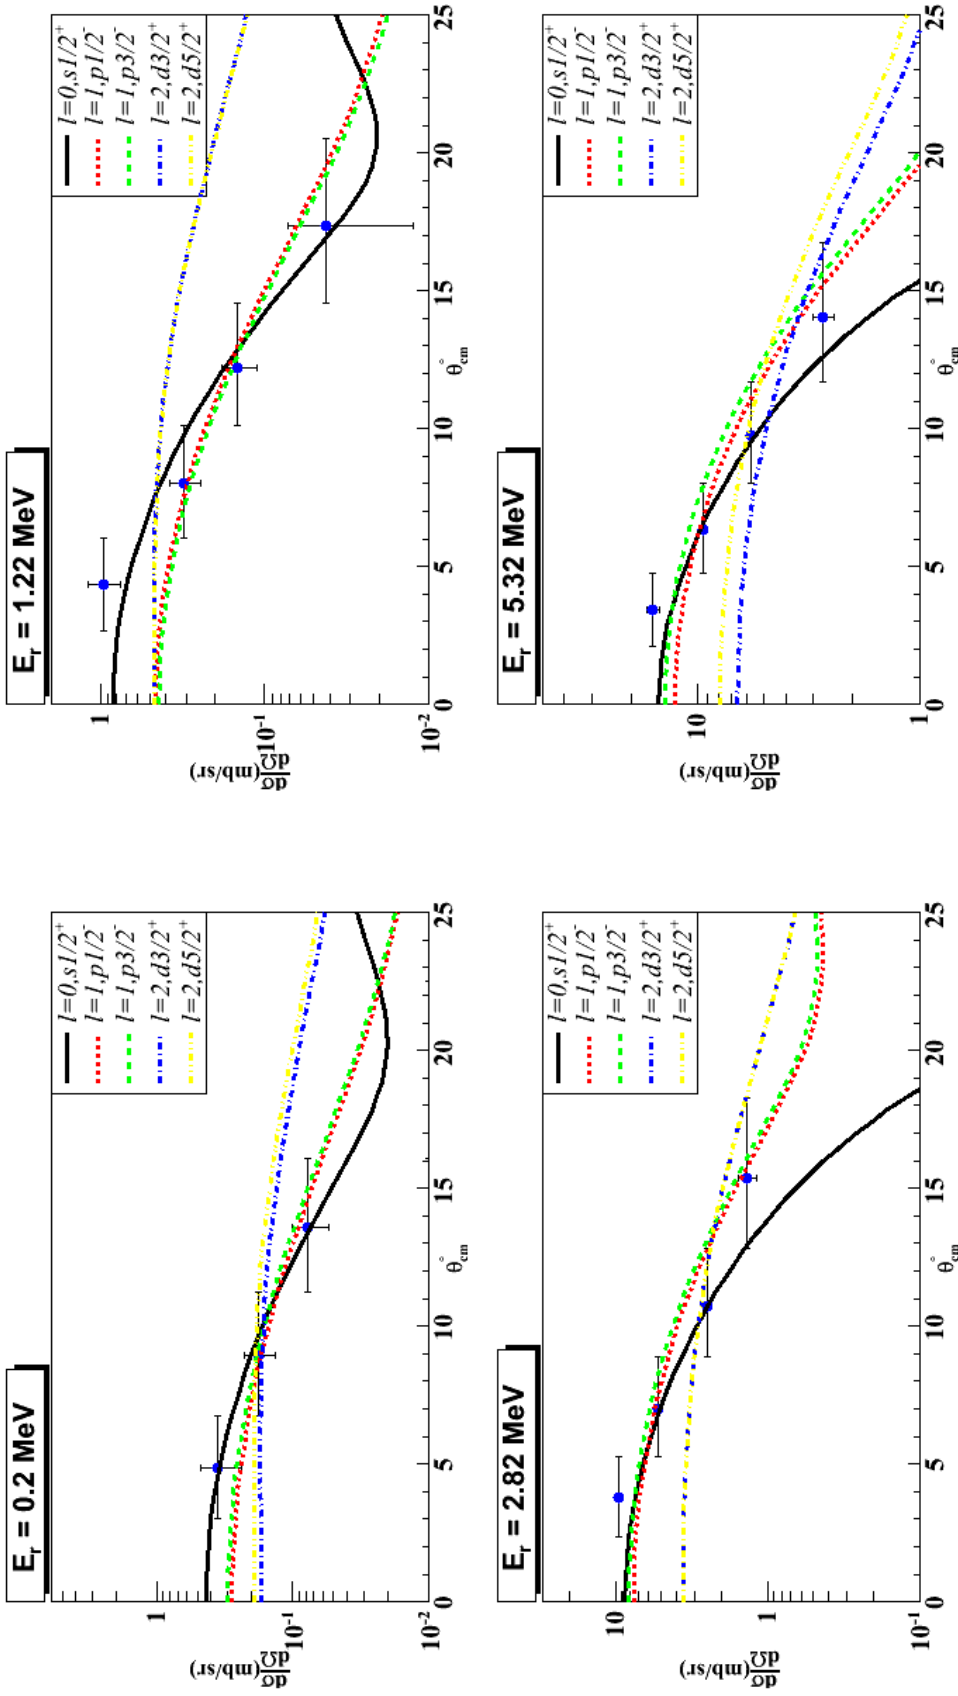 E_r = 0.2 MeV
dσ/dΩ (mb/sr)
1
10^-1
10^-2
0
5
10
15
20
25
θ°_cm
l=0,s1/2^+
l=1,p1/2^-
l=1,p3/2^-
l=2,d3/2^+
l=2,d5/2^+
E_r = 1.22 MeV
dσ/dΩ (mb/sr)
1
10^-1
10^-2
0
5
10
15
20
25
θ°_cm
l=0,s1/2^+
l=1,p1/2^-
l=1,p3/2^-
l=2,d3/2^+
l=2,d5/2^+
E_r = 2.82 MeV
dσ/dΩ (mb/sr)
10
1
10^-1
0
5
10
15
20
25
θ°_cm
l=0,s1/2^+
l=1,p1/2^-
l=1,p3/2^-
l=2,d3/2^+
l=2,d5/2^+
E_r = 5.32 MeV
dσ/dΩ (mb/sr)
10
1
0
5
10
15
20
25
θ°_cm
l=0,s1/2^+
l=1,p1/2^-
l=1,p3/2^-
l=2,d3/2^+
l=2,d5/2^+